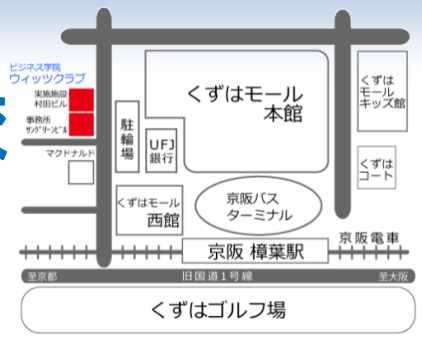 ビジネス学院
ウィッツクラブ
実施施設
村田ビル
事務所
サングリーンビル
マクドナルド
駐輪場
UFJ
銀行
くずはモール
本館
くずは
モール
キッズ館
くずは
コート
くずはモール
西館
京阪バス
ターミナル
京阪 樟葉駅
京阪電車
至京都
旧国道1号線
至大阪
くずはゴルフ場